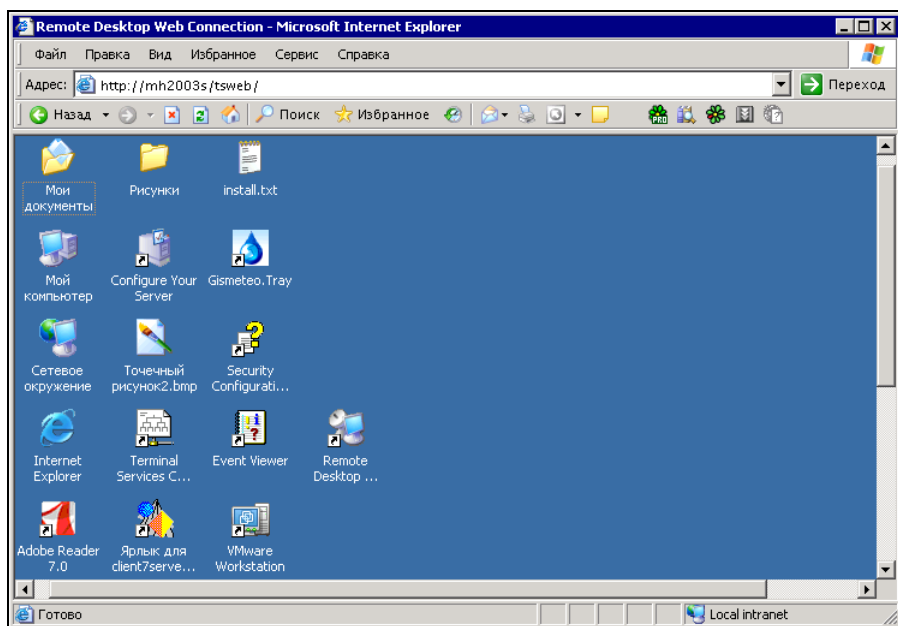 Remote Desktop Web Connection - Microsoft Internet Explorer
Файл Правка Вид Избранное Сервис Справка
Адрес: http://mh2003s/tsweb/ Переход
Назад Поиск Избранное PRO
Мои документы
Рисунки
install.txt
Мой компьютер
Configure Your Server
Gismeteo.Tray
Сетевое окружение
Точечный рисунок2.bmp
Security Configurati...
Internet Explorer
Terminal Services C...
Event Viewer
Remote Desktop ...
Adobe Reader 7.0
Ярлык для client7serve...
VMware Workstation
Готово Local intranet